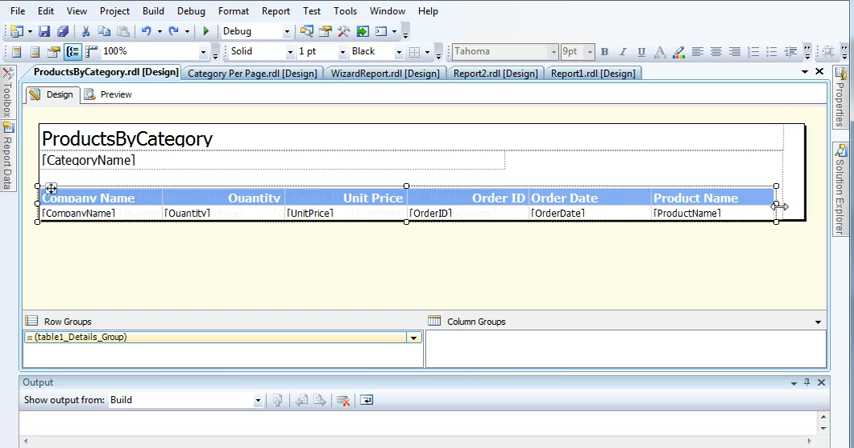 File Edit View Project Build Debug Format Report Test Tools Window Help
Debug
100% Solid 1 pt Black Tahoma 9pt B I U A
ProductsByCategory.rdl [Design] Category Per Page.rdl [Design] WizardReport.rdl [Design] Report2.rdl [Design] Report1.rdl [Design]
Toolbox
Report Data
Properties
Solution Explorer
Design Preview
ProductsByCategory
[CategoryName]
Company Name Quantity Unit Price Order ID Order Date Product Name
[CompanyName] [Quantity] [UnitPrice] [OrderID] [OrderDate] [ProductName]
Row Groups Column Groups
(table1_Details_Group)
Output
Show output from: Build